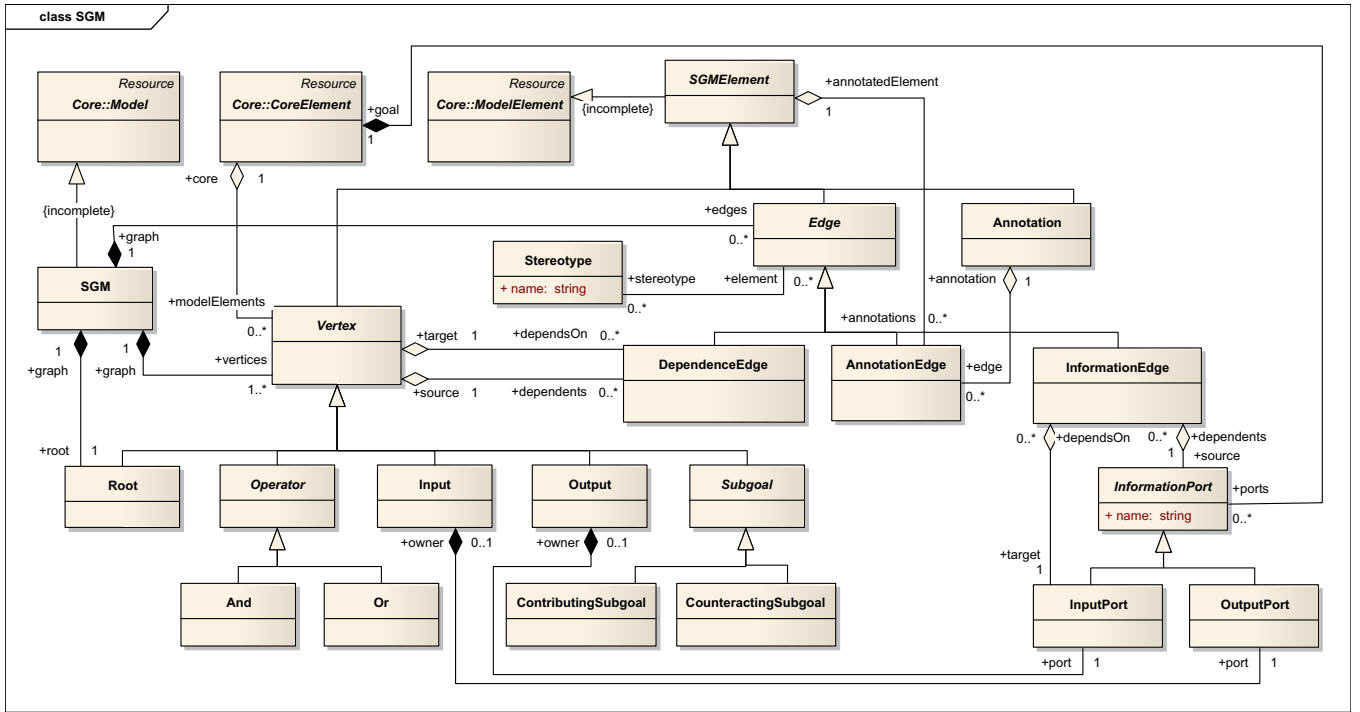 class SGM
Resource
Core::Model
Resource
Core::CoreElement
+goal
1
Resource
Core::ModelElement
{incomplete}
SGMElement
+annotatedElement
1
+core
1
{incomplete}
+edges
0..*
Edge
Annotation
+graph
1
SGM
Stereotype
+ name: string
+stereotype
0..*
+element
0..*
+annotation
1
+modelElements
0..*
Vertex
+annotations
0..*
1
+graph
1
+graph
+vertices
1..*
+target
1
+dependsOn
0..*
+source
1
+dependents
0..*
DependenceEdge
AnnotationEdge
+edge
0..*
InformationEdge
0..*
+dependsOn
0..*
+dependents
1
+source
+root
1
Root
Operator
Input
Output
Subgoal
InformationPort
+ name: string
+ports
0..*
+owner
0..1
+owner
0..1
+target
1
And
Or
ContributingSubgoal
CounteractingSubgoal
InputPort
OutputPort
+port
1
+port
1